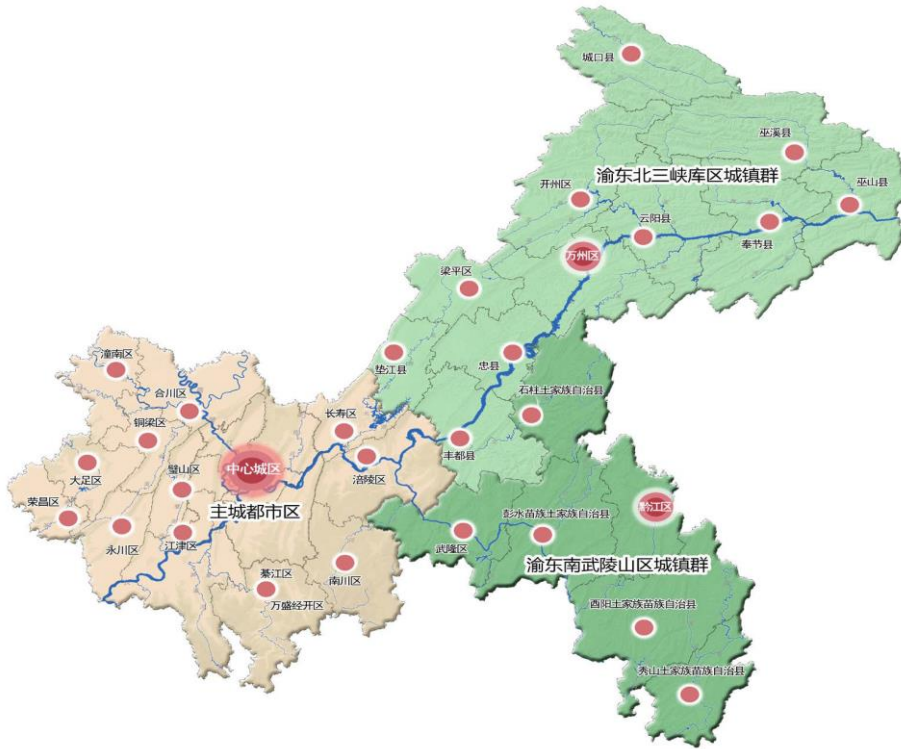 城口县
巫溪县
渝东北三峡库区城镇群
开州区
巫山县
云阳县
奉节县
万州区
梁平区
忠县
垫江县
潼南区
石柱土家族自治县
合川区
长寿区
铜梁区
丰都县
中心城区
璧山区
涪陵区
大足区
荣昌区
主城都市区
黔江区
彭水苗族土家族自治县
永川区
江津区
武隆区
渝东南武陵山区城镇群
綦江区
南川区
万盛经开区
酉阳土家族苗族自治县
秀山土家族苗族自治县